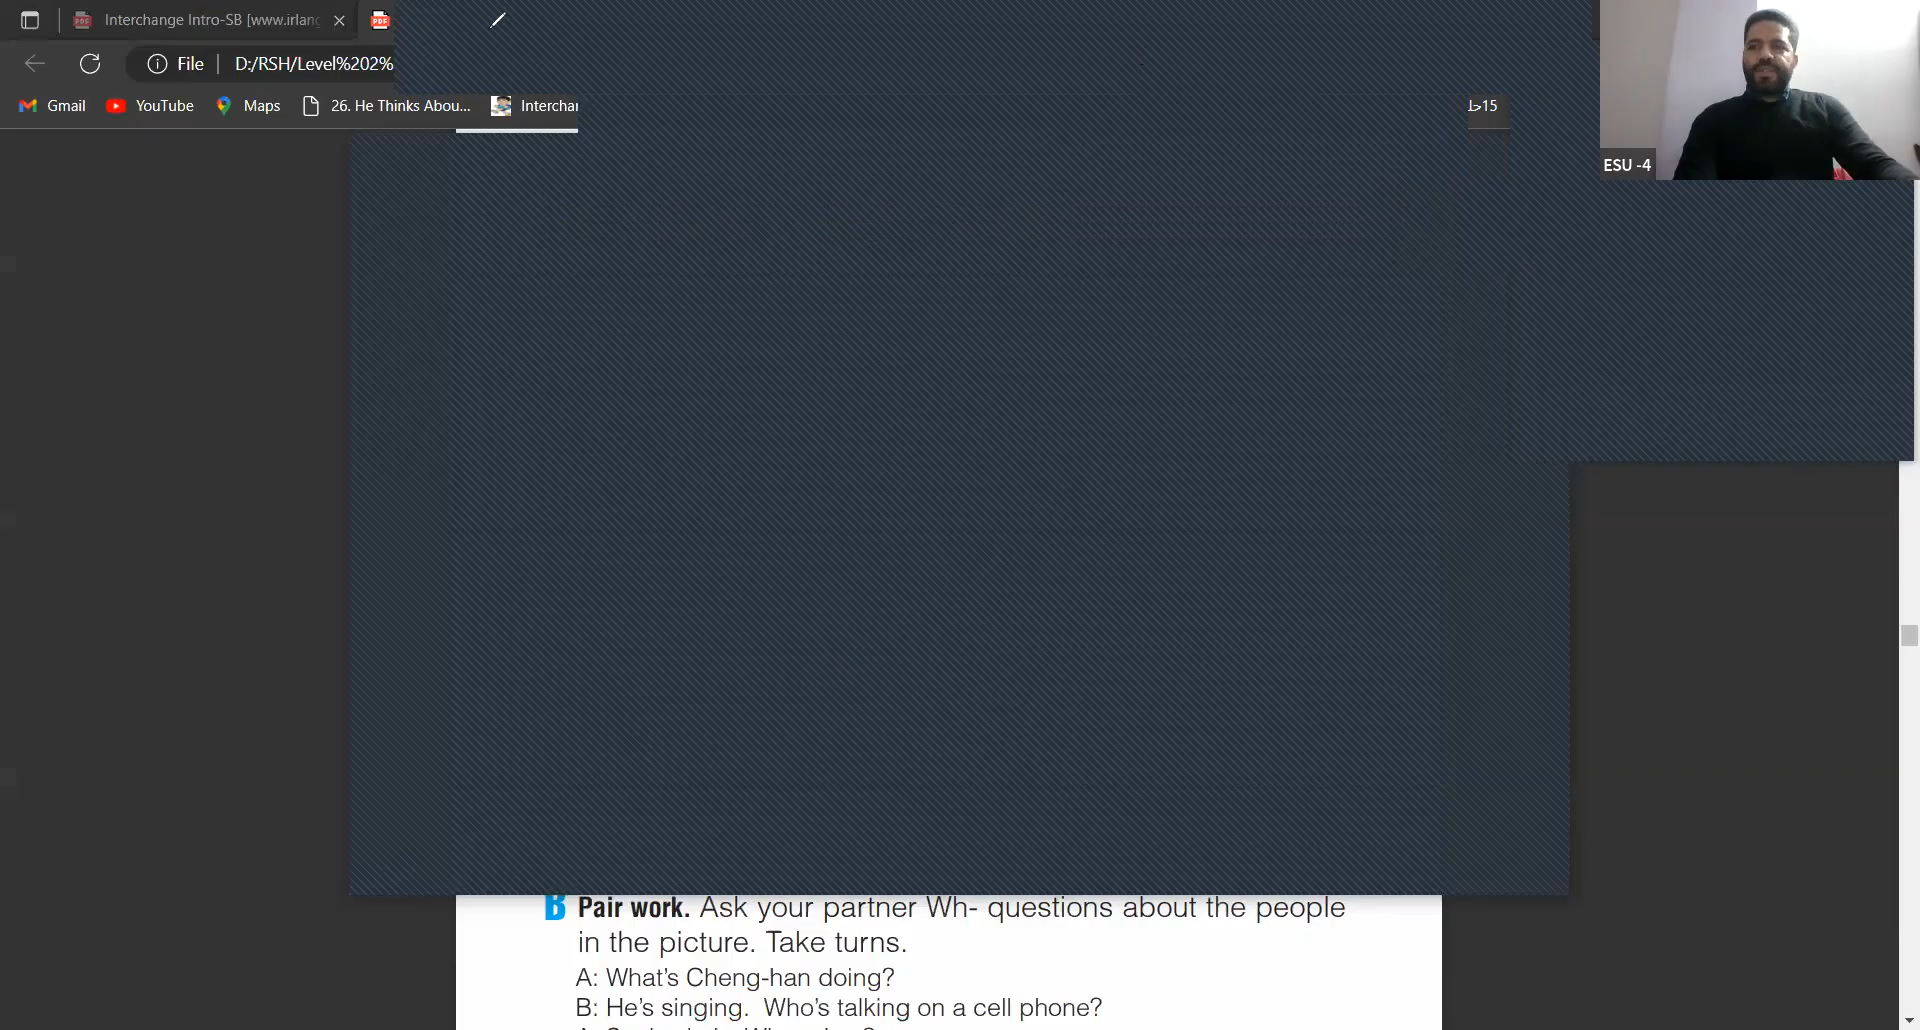 Interchange Intro-SB [www.irlang
File D:/RSH/Level%202%
Gmail YouTube Maps 26. He Thinks Abou... Interchar
ESU -4
B Pair work. Ask your partner Wh- questions about the people
in the picture. Take turns.
A: What's Cheng-han doing?
B: He's singing. Who's talking on a cell phone?